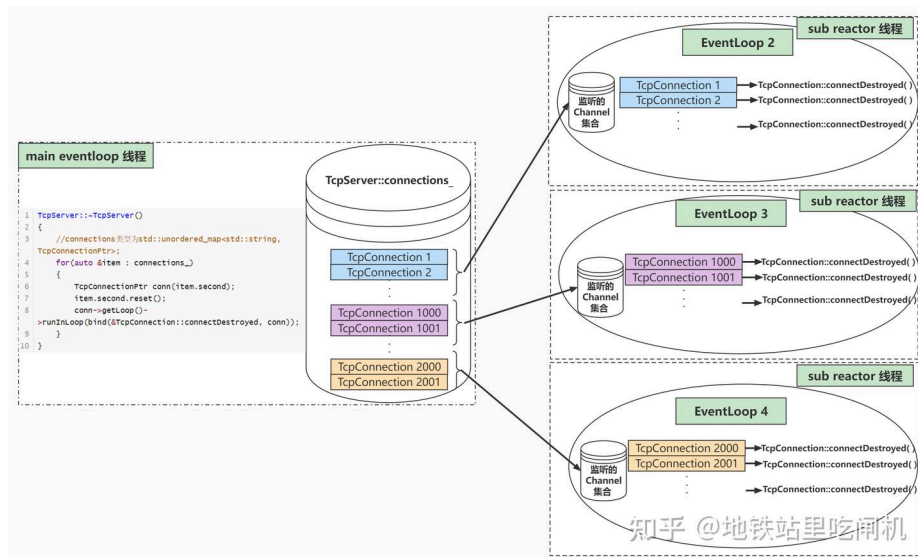 main eventloop 线程
1 TcpServer::~TcpServer()
2 {
3 //connections类型为std::unordered_map<std::string,
TcpConnectionPtr>;
4 for(auto &item : connections_)
5 {
6 TcpConnectionPtr conn(item.second);
7 item.second.reset();
8 conn->getLoop()-
>runInLoop(bind(&TcpConnection::connectDestroyed, conn));
9 }
10 }
TcpServer::connections_
TcpConnection 1
TcpConnection 2
TcpConnection 1000
TcpConnection 1001
TcpConnection 2000
TcpConnection 2001
sub reactor 线程
EventLoop 2
监听的
Channel
集合
TcpConnection 1
TcpConnection::connectDestroyed( )
TcpConnection 2
TcpConnection::connectDestroyed( )
TcpConnection::connectDestroyed( )
sub reactor 线程
EventLoop 3
监听的
Channel
集合
TcpConnection 1000
TcpConnection::connectDestroyed( )
TcpConnection 1001
TcpConnection::connectDestroyed( )
TcpConnection::connectDestroyed( )
sub reactor 线程
EventLoop 4
监听的
Channel
集合
TcpConnection 2000
TcpConnection::connectDestroyed( )
TcpConnection 2001
TcpConnection::connectDestroyed( )
TcpConnection::connectDestroyed( )
知乎 @地铁站里吃闸机